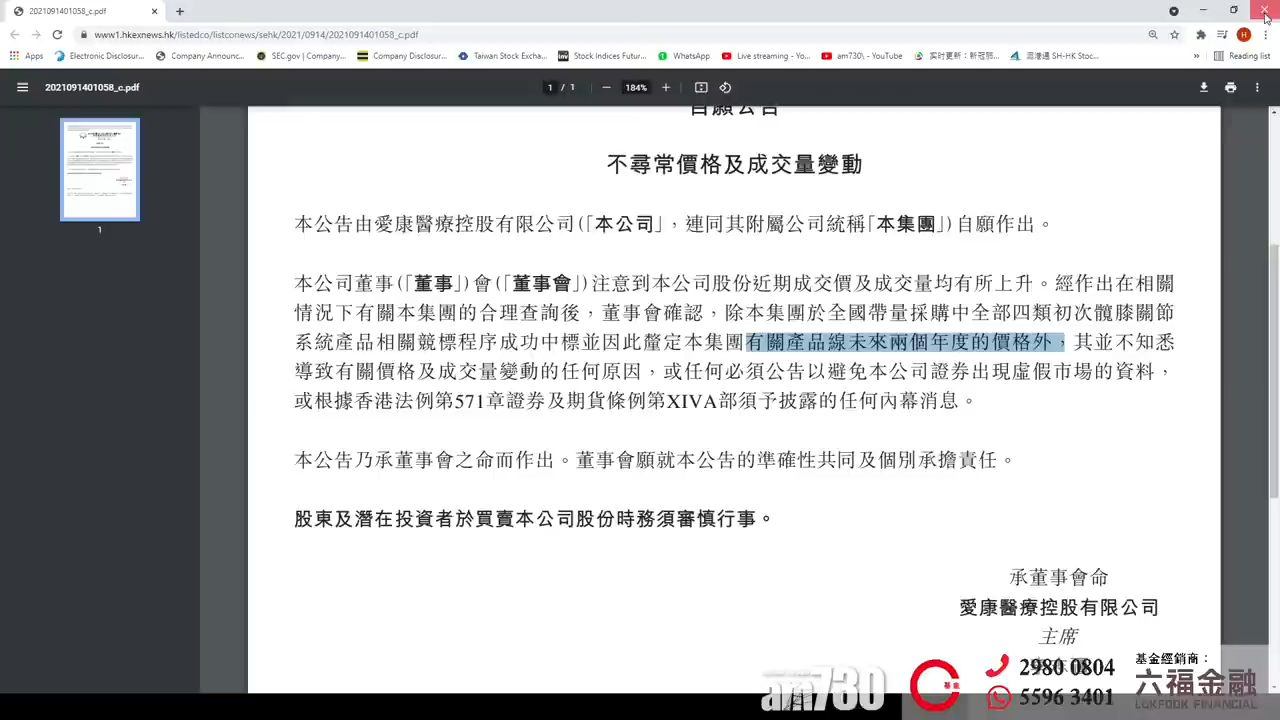 2021091401058_c.pdf
www1.hkexnews.hk/listedco/listconews/sehk/2021/0914/2021091401058_c.pdf
H
Apps
Electronic Disclosur...
Company Announc...
SEC.gov | Company...
Company Disclosur...
Taiwan Stock Excha...
Stock Indices Futur...
WhatsApp
Live streaming - Yo...
am730\ - YouTube
实时更新：新冠肺...
滬港通 SH-HK Stoc...
Reading list
2021091401058_c.pdf
1 / 1
184%
1
自願公告
不尋常價格及成交量變動
本公告由愛康醫療控股有限公司(「本公司」，連同其附屬公司統稱「本集團」)自願作出。
本公司董事(「董事」)會(「董事會」)注意到本公司股份近期成交價及成交量均有所上升。經作出在相關
情況下有關本集團的合理查詢後，董事會確認，除本集團於全國帶量採購中全部四類初次髖膝關節
系統產品相關競標程序成功中標並因此釐定本集團有關產品線未來兩個年度的價格外，其並不知悉
導致有關價格及成交量變動的任何原因，或任何必須公告以避免本公司證券出現虛假市場的資料，
或根據香港法例第571章證券及期貨條例第XIVA部須予披露的任何內幕消息。
本公告乃承董事會之命而作出。董事會願就本公告的準確性共同及個別承擔責任。
股東及潛在投資者於買賣本公司股份時務須審慎行事。
承董事會命
愛康醫療控股有限公司
主席
am730
基金
2980 0804
5596 3401
基金經銷商：
六福金融
LUKFOOK FINANCIAL